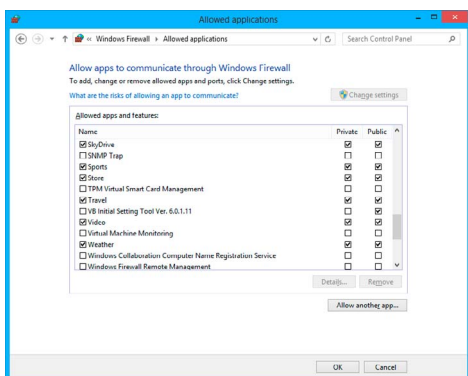 Allowed applications
« Windows Firewall ▸ Allowed applications
Search Control Panel
Allow apps to communicate through Windows Firewall
To add, change or remove allowed apps and ports, click Change settings.
What are the risks of allowing an app to communicate?
Change settings
Allowed apps and features:
Name Private Public
SkyDrive
SNMP Trap
Sports
Store
TPM Virtual Smart Card Management
Travel
VB Initial Setting Tool Ver. 6.0.1.11
Video
Virtual Machine Monitoring
Weather
Windows Collaboration Computer Name Registration Service
Windows Firewall Remote Management
Details... Remove
Allow another app...
OK Cancel